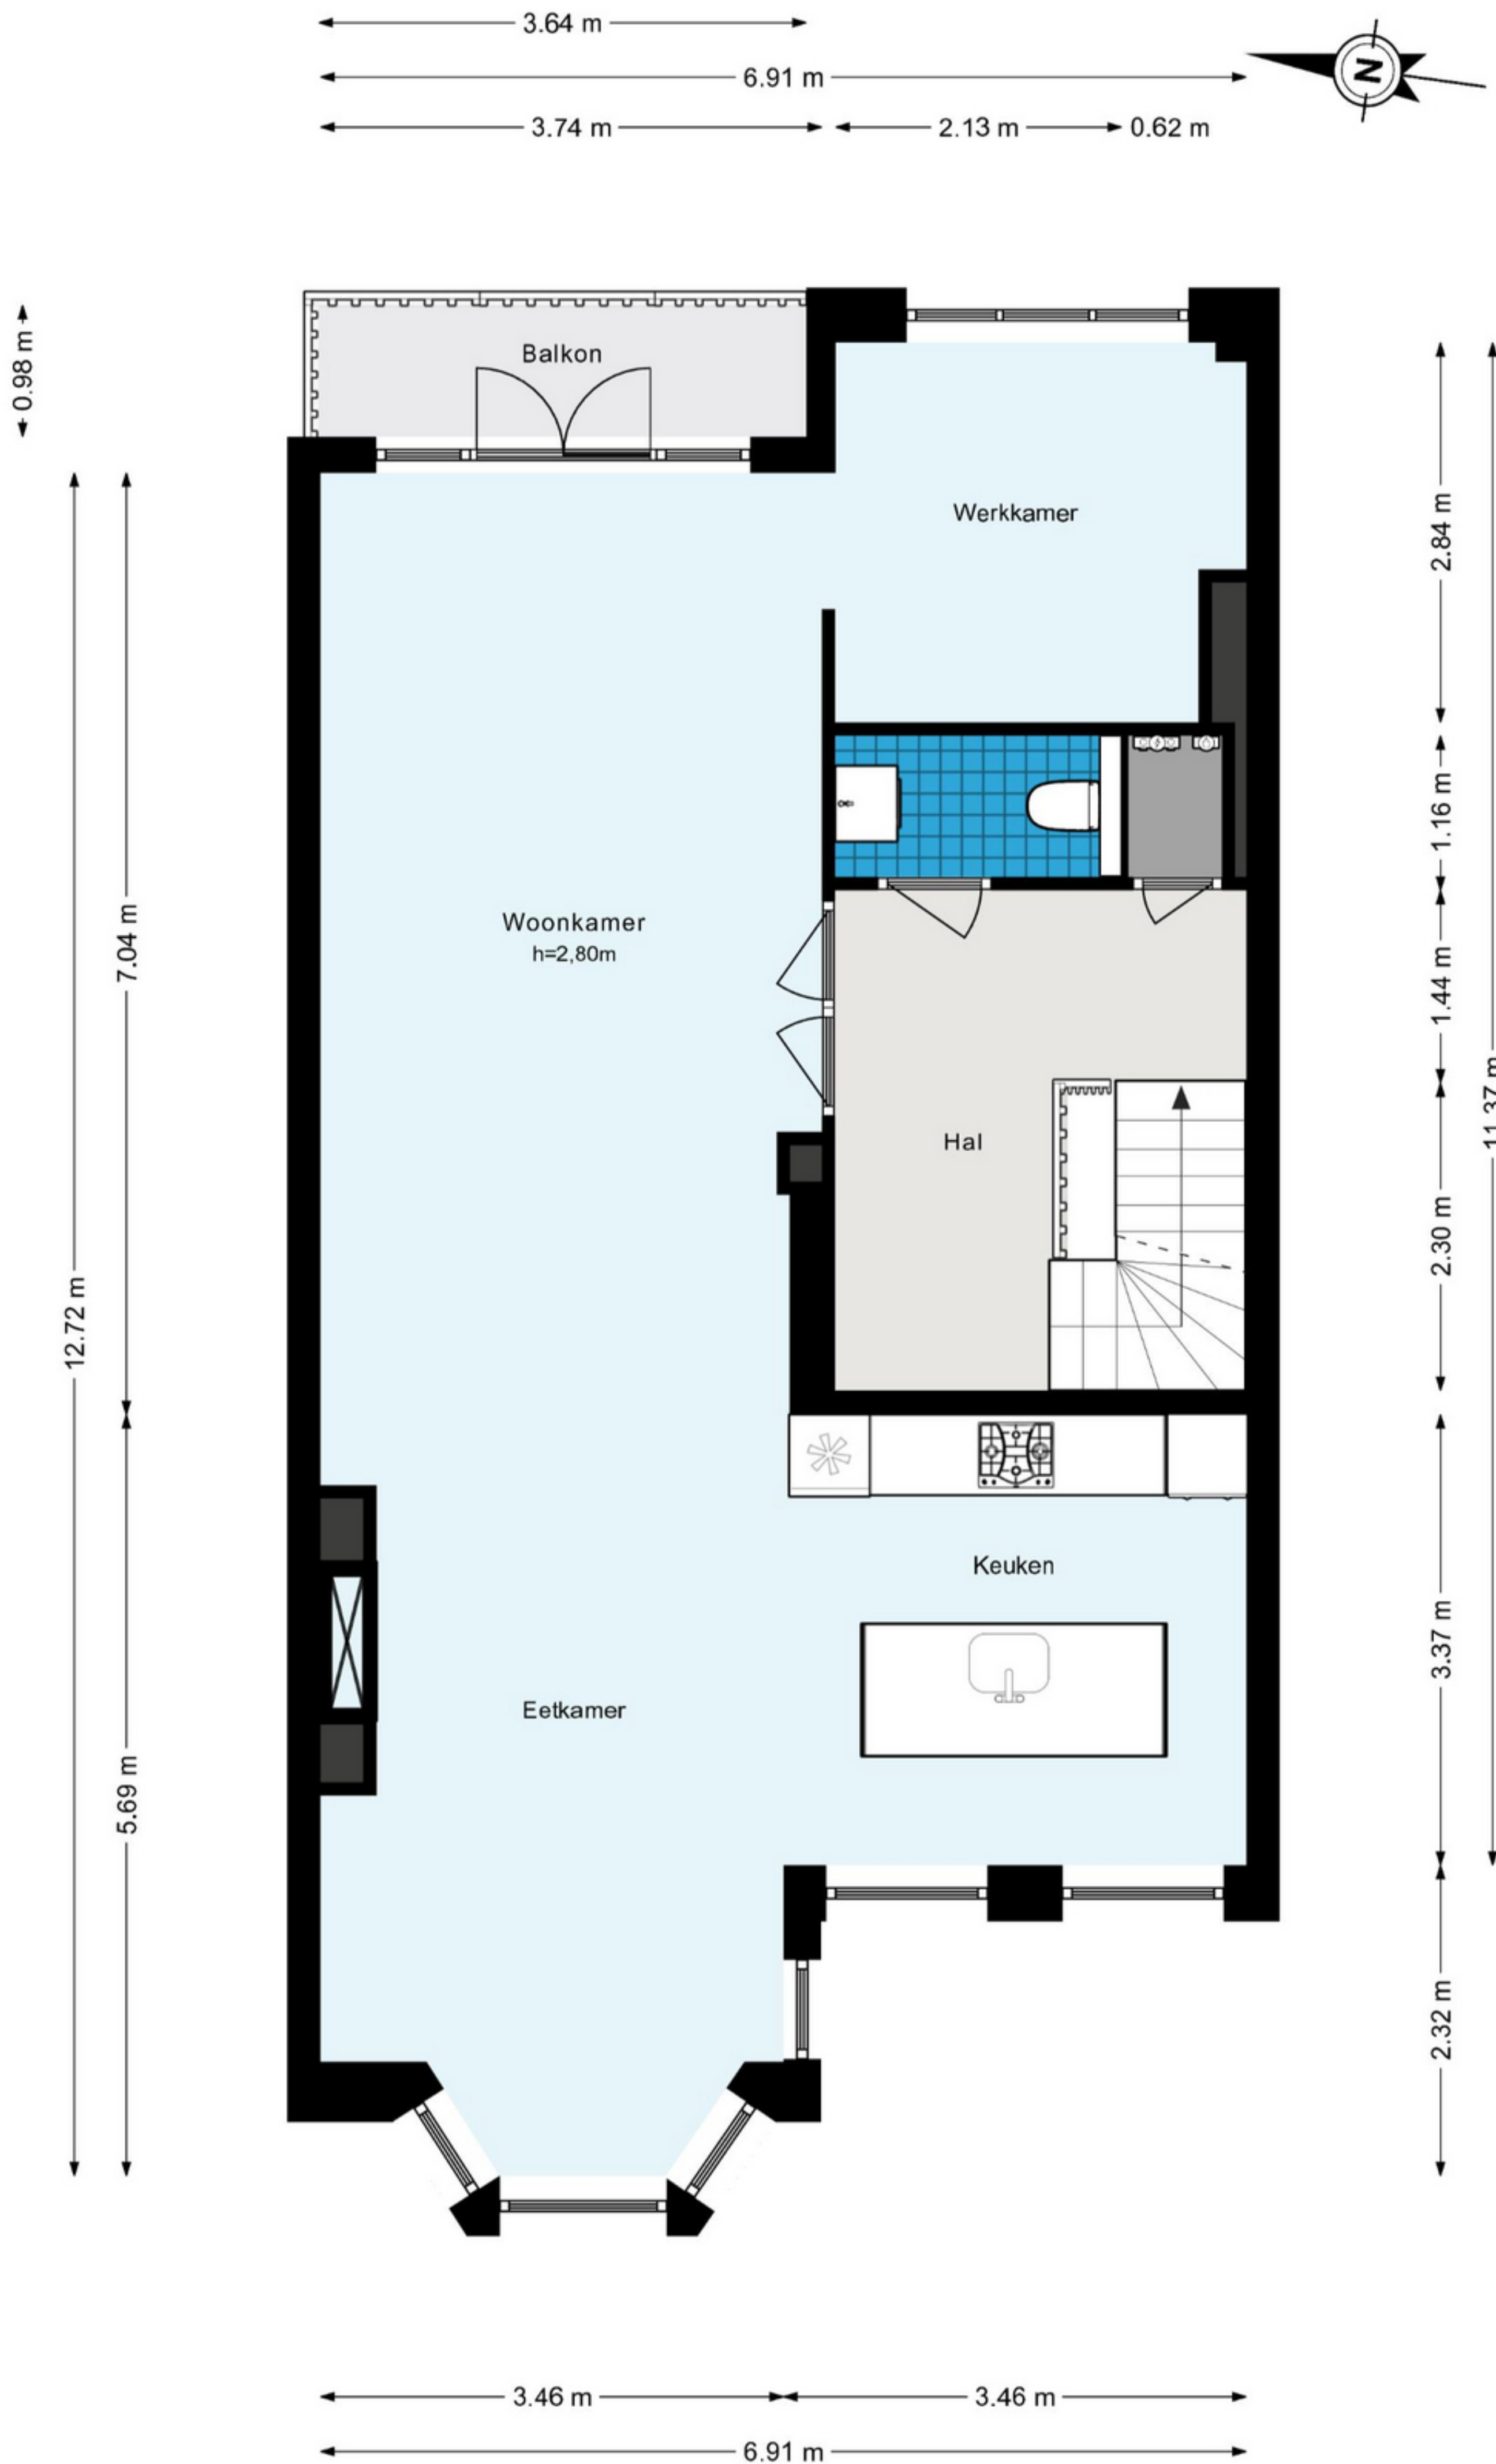 3.64 m
6.91 m
3.74 m
2.13 m
0.62 m
N
0.98 m
Balkon
Werkkamer
2.84 m
1.16 m
7.04 m
Woonkamer
h=2,80m
1.44 m
11.37 m
Hal
2.30 m
12.72 m
Keuken
3.37 m
Eetkamer
5.69 m
2.32 m
3.46 m
3.46 m
6.91 m